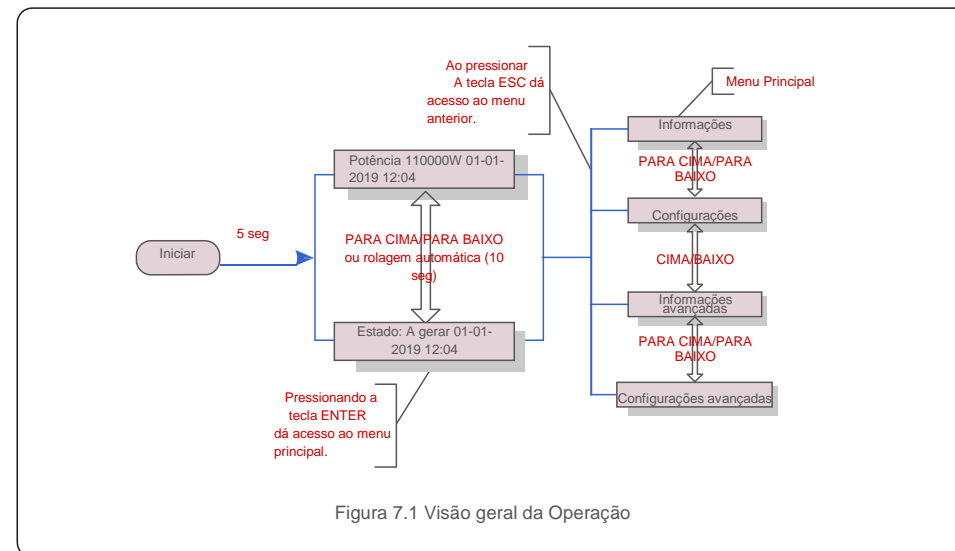 Ao pressionar
A tecla ESC dá
acesso ao menu
anterior.
Menu Principal
Informações
PARA CIMA/PARA
BAIXO
Configurações
CIMA/BAIXO
Informações
avançadas
PARA CIMA/PARA
BAIXO
Configurações avançadas
Potência 110000W 01-01-
2019 12:04
5 seg
Iniciar
PARA CIMA/PARA BAIXO
ou rolagem automática (10
seg)
Estado: A gerar 01-01-
2019 12:04
Pressionando a
tecla ENTER
dá acesso ao menu
principal.
Figura 7.1 Visão geral da Operação